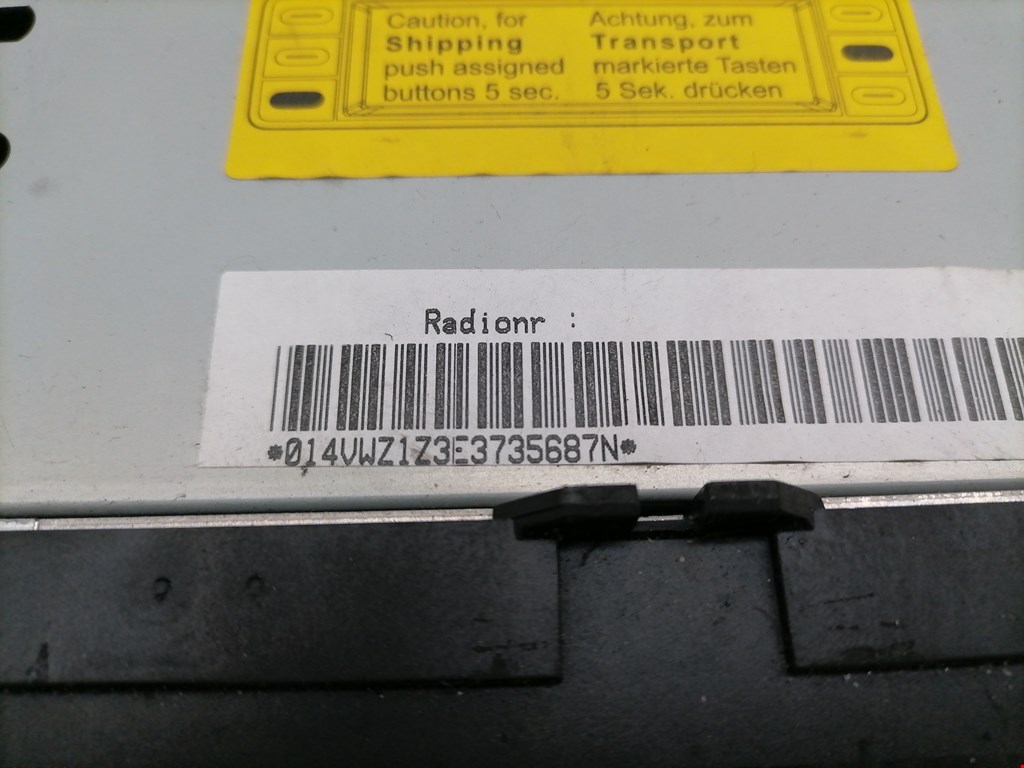 Caution, for
Shipping
push assigned
buttons 5 sec.
Achtung, zum
Transport
markierte Tasten
5 Sek. drücken
Radionr :
*014VWZ1Z3E3735687N*